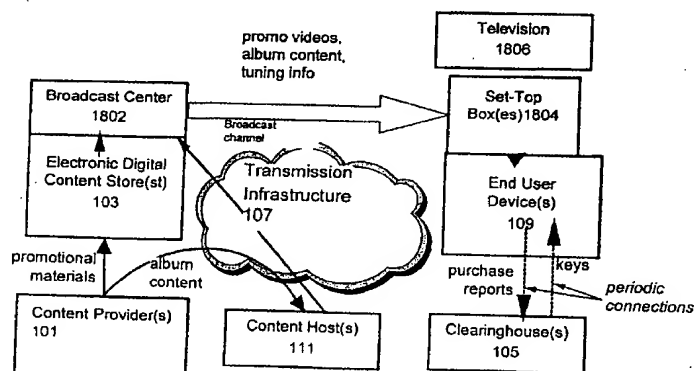 promo videos,
album content,
tuning info
Television
1806
Broadcast Center
1802
Broadcast
channel
Set-Top
Box(es)1804
Electronic Digital
Content Store(st)
103
Transmission
Infrastructure
107
End User
Device(s)
109
promotional
materials
album
content
purchase
reports
keys
periodic
connections
Content Provider(s)
101
Content Host(s)
111
Clearinghouse(s)
105